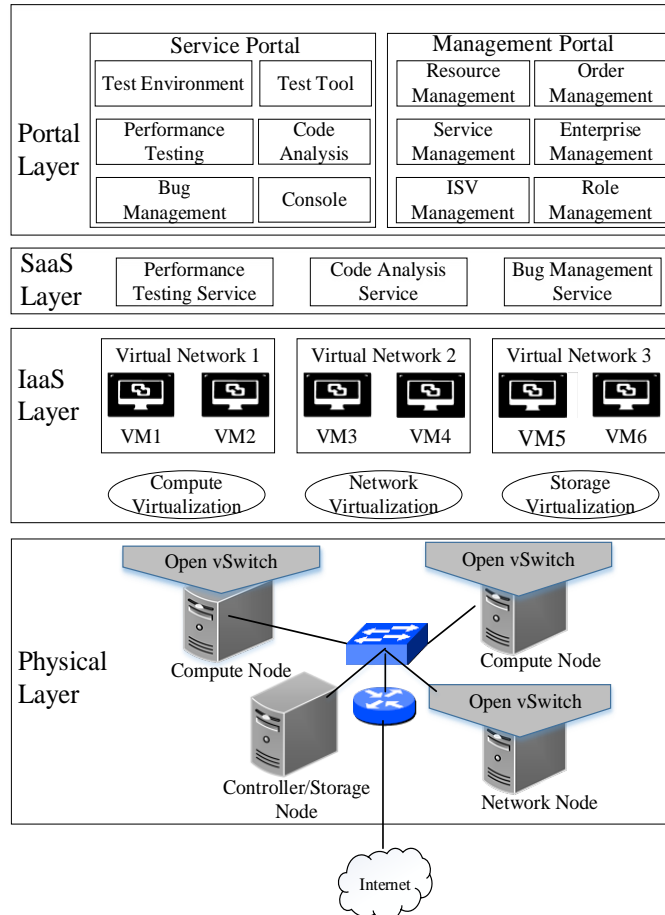 Service Portal
Management Portal
Test Environment
Test Tool
Resource
Management
Order
Management
Portal
Layer
Performance
Testing
Code
Analysis
Service
Management
Enterprise
Management
Bug
Management
Console
ISV
Management
Role
Management
SaaS
Layer
Performance
Testing Service
Code Analysis
Service
Bug Management
Service
IaaS
Layer
Virtual Network 1
VM1
VM2
Virtual Network 2
VM3
VM4
Virtual Network 3
VM5
VM6
Compute
Virtualization
Network
Virtualization
Storage
Virtualization
Physical
Layer
Open vSwitch
Compute Node
Open vSwitch
Compute Node
Controller/Storage
Node
Open vSwitch
Network Node
Internet